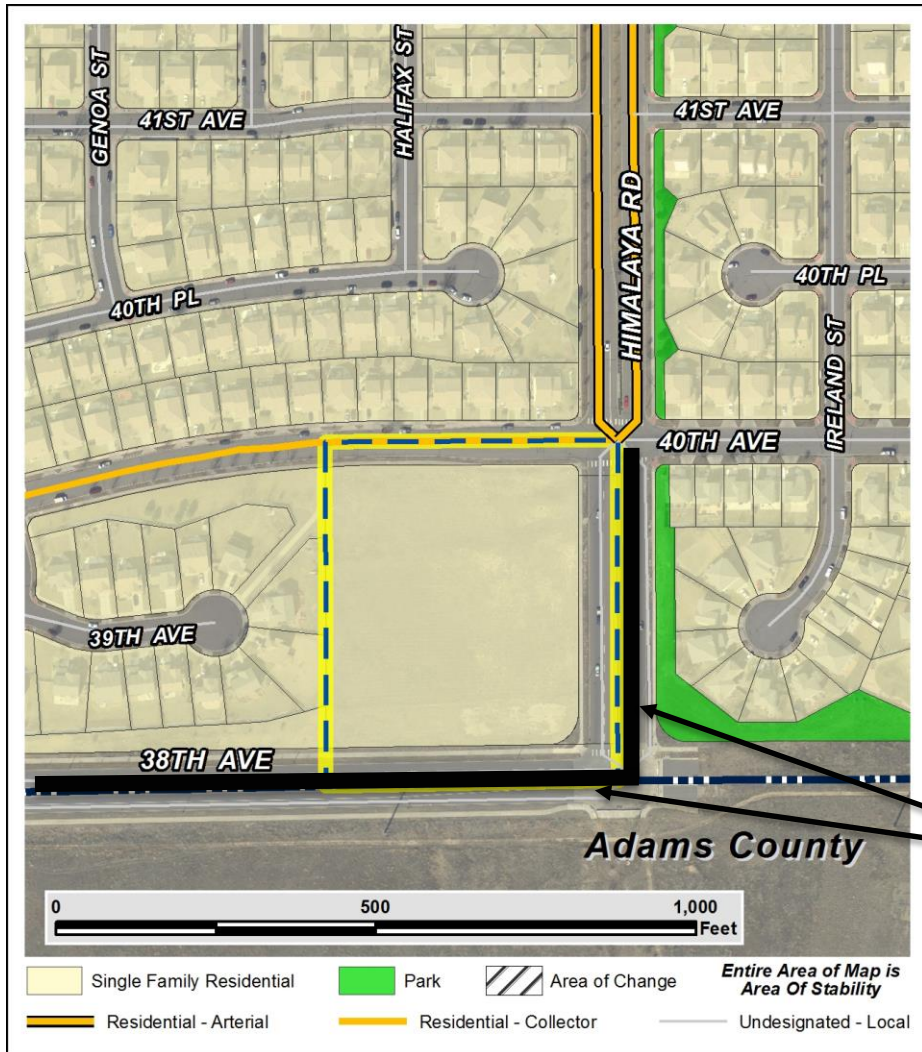 GENOA ST
HALIFAX ST
41ST AVE
41ST AVE
HIMALAYA RD
40TH PL
40TH PL
IRELAND ST
40TH AVE
39TH AVE
38TH AVE
Adams County
0 500 1,000
Feet
Single Family Residential
Park
Area of Change
Entire Area of Map is
Area Of Stability
Residential - Arterial
Residential - Collector
Undesignated - Local